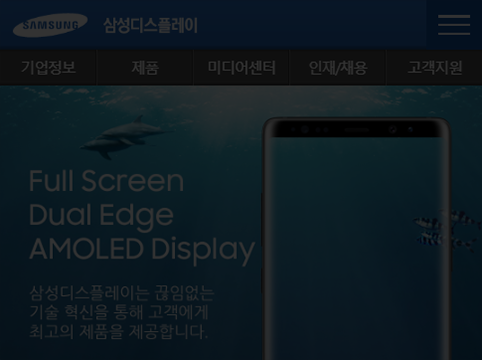 SAMSUNG 삼성디스플레이
기업정보 제품 미디어센터 인재/채용 고객지원
Full Screen
Dual Edge
AMOLED Display
삼성디스플레이는 끊임없는
기술 혁신을 통해 고객에게
최고의 제품을 제공합니다.